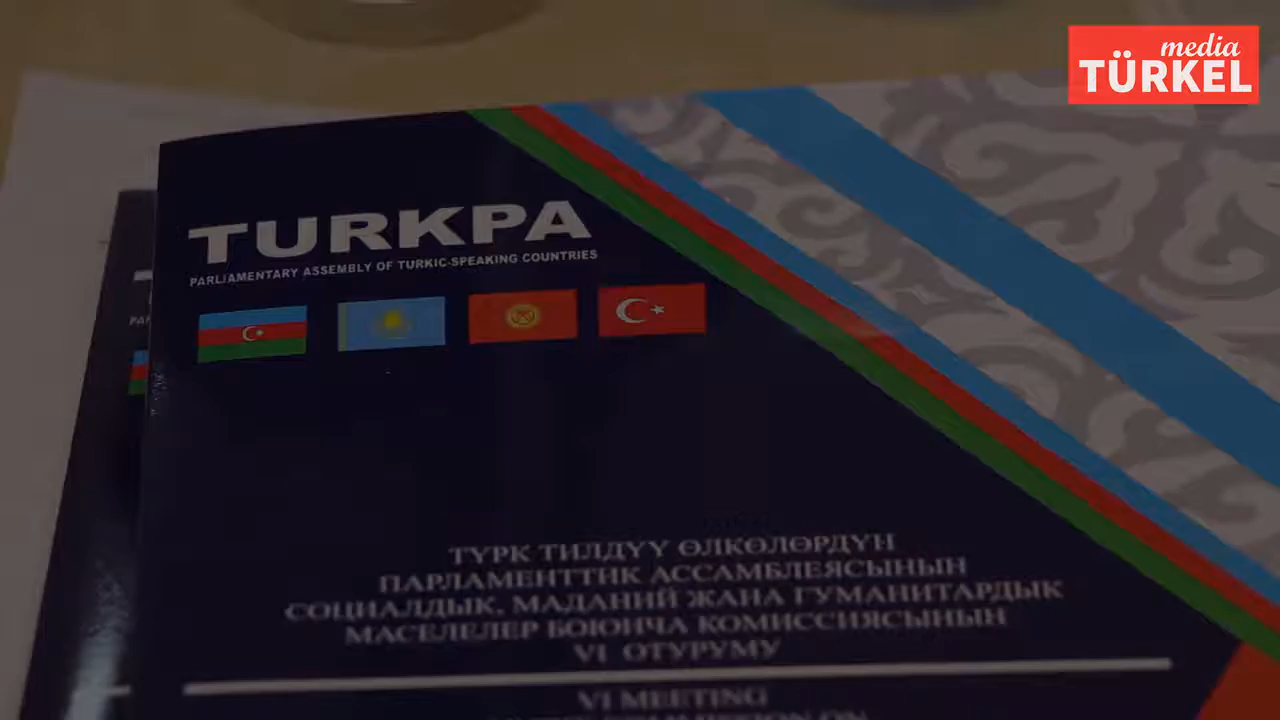 media
TÜRKEL
TURKPA
PARLIAMENTARY ASSEMBLY OF TURKIC-SPEAKING COUNTRIES
ТҮРК ТИЛДҮҮ ӨЛКӨЛӨРДҮН
ПАРЛАМЕНТТИК АССАМБЛЕЯСЫНЫН
СОЦИАЛДЫК, МАДАНИЙ ЖАНА ГУМАНИТАРДЫК
МАСЕЛЕЛЕР БОЮНЧА КОМИССИЯСЫНЫН
VI ОТУРУМУ
VI MEETING